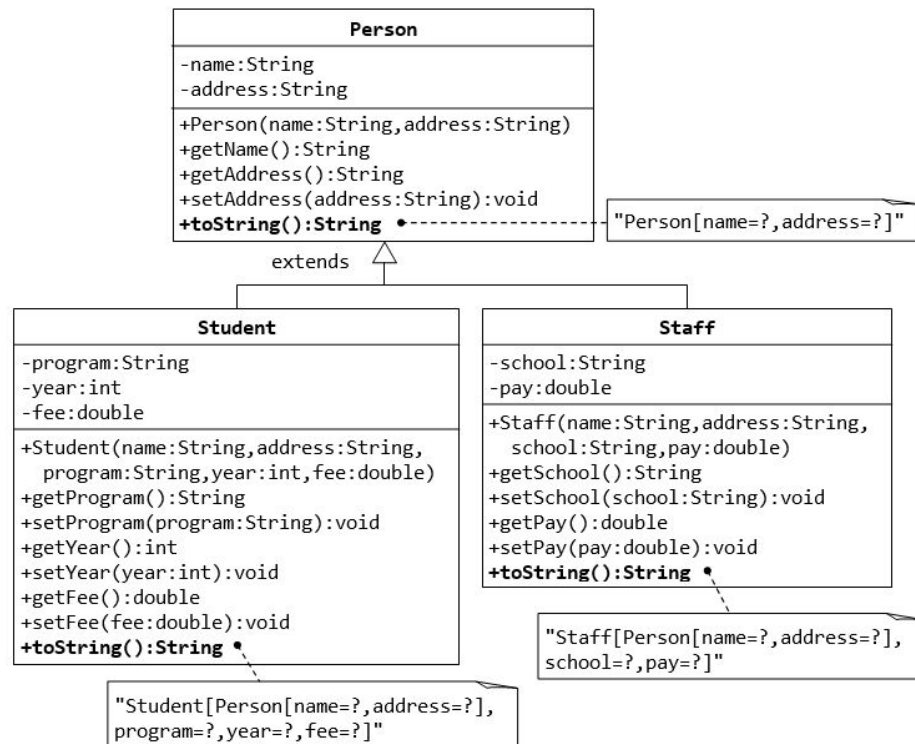 Person
-name:String
-address:String
+Person(name:String,address:String)
+getName():String
+getAddress():String
+setAddress(address:String):void
+toString():String
"Person[name=?,address=?]"
extends
Student
-program:String
-year:int
-fee:double
+Student(name:String,address:String,
program:String,year:int,fee:double)
+getProgram():String
+setProgram(program:String):void
+getYear():int
+setYear(year:int):void
+getFee():double
+setFee(fee:double):void
+toString():String
"Student[Person[name=?,address=?],
program=?,year=?,fee=?]"
Staff
-school:String
-pay:double
+Staff(name:String,address:String,
school:String,pay:double)
+getSchool():String
+setSchool(school:String):void
+getPay():double
+setPay(pay:double):void
+toString():String
"Staff[Person[name=?,address=?],
school=?,pay=?]"